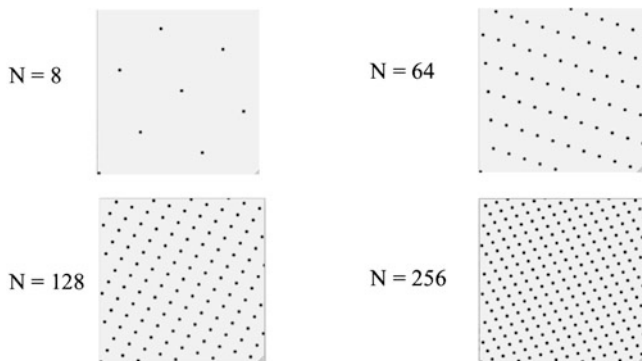 N = 8
N = 64
N = 128
N = 256